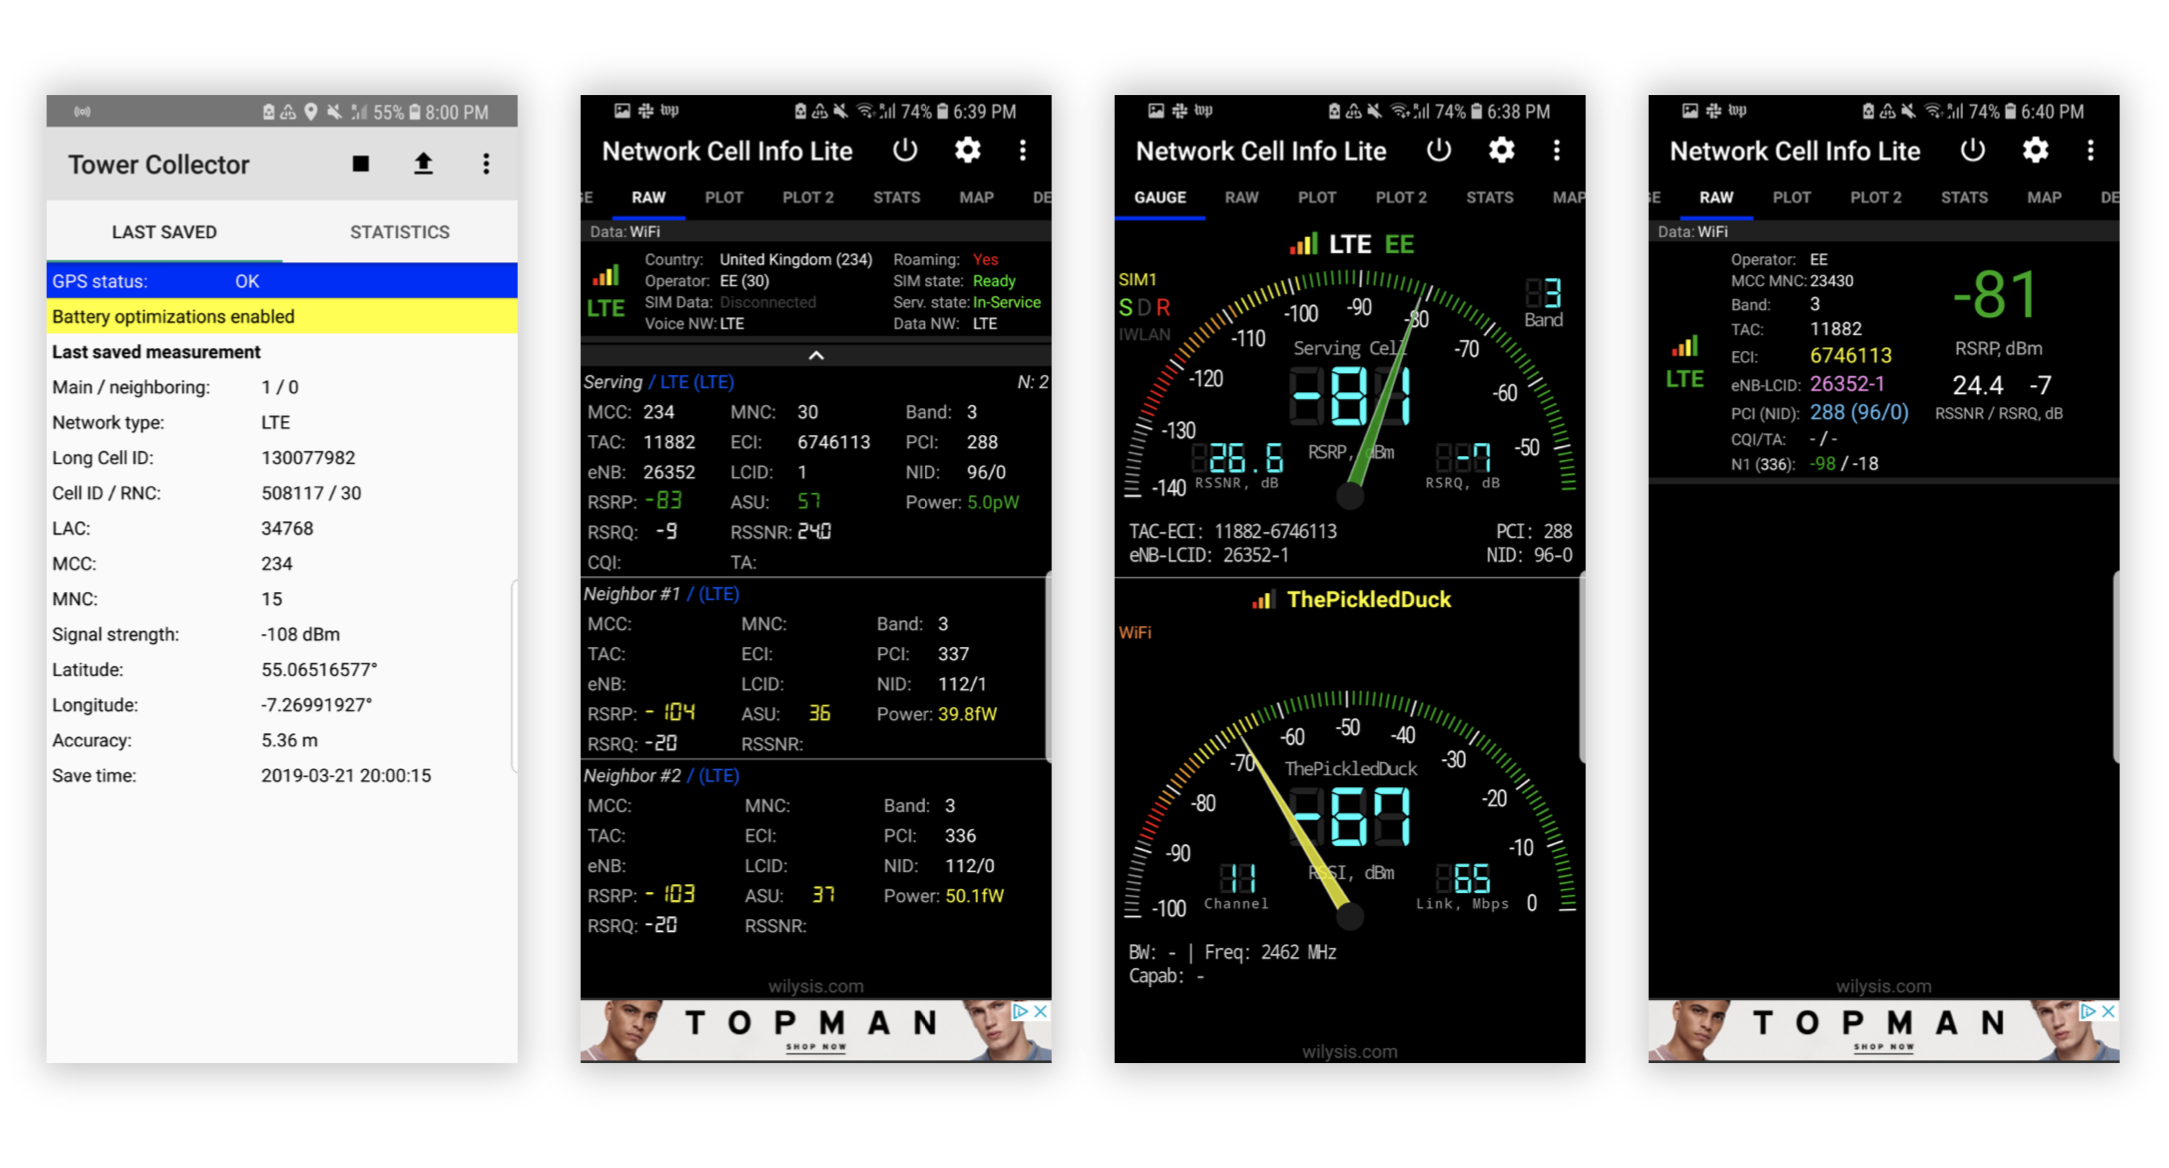 55% 8:00 PM
Tower Collector
LAST SAVED STATISTICS
GPS status: OK
Battery optimizations enabled
Last saved measurement
Main / neighboring: 1 / 0
Network type: LTE
Long Cell ID: 130077982
Cell ID / RNC: 508117 / 30
LAC: 34768
MCC: 234
MNC: 15
Signal strength: -108 dBm
Latitude: 55.06516577°
Longitude: -7.26991927°
Accuracy: 5.36 m
Save time: 2019-03-21 20:00:15
top 74% 6:39 PM
Network Cell Info Lite
GE RAW PLOT PLOT 2 STATS MAP DE
Data: WiFi
Country: United Kingdom (234) Roaming: Yes
Operator: EE (30) SIM state: Ready
LTE SIM Data: Disconnected Serv. state: In-Service
Voice NW: LTE Data NW: LTE
Serving / LTE (LTE) N: 2
MCC: 234 MNC: 30 Band: 3
TAC: 11882 ECI: 6746113 PCI: 288
eNB: 26352 LCID: 1 NID: 96/0
RSRP: -83 ASU: 57 Power: 5.0pW
RSRQ: -9 RSSNR: 24.0
CQI: TA:
Neighbor #1 / (LTE)
MCC: MNC: Band: 3
TAC: ECI: PCI: 337
eNB: LCID: NID: 112/1
RSRP: -104 ASU: 36 Power: 39.8fW
RSRQ: -20 RSSNR:
Neighbor #2 / (LTE)
MCC: MNC: Band: 3
TAC: ECI: PCI: 336
eNB: LCID: NID: 112/0
RSRP: -103 ASU: 37 Power: 50.1fW
RSRQ: -20 RSSNR:
wilysis.com
TOPMAN
SHOP NOW
top 74% 6:38 PM
Network Cell Info Lite
GAUGE RAW PLOT PLOT 2 STATS MAP
LTE EE
SIM1
S D R
IWLAN
3
Band
-140 -130 -120 -110 -100 -90 -80 -70 -60 -50
Serving Cell
-81
RSRP, dBm
26.6
RSSNR, dB
-7
RSRQ, dB
TAC-ECI: 11882-6746113 PCI: 288
eNB-LCID: 26352-1 NID: 96-0
ThePickledDuck
WiFi
-100 -90 -80 -70 -60 -50 -40 -30 -20 -10 0
ThePickledDuck
-67
RSSI, dBm
11
Channel
65
Link, Mbps
BW: - | Freq: 2462 MHz
Capab: -
wilysis.com
top 74% 6:40 PM
Network Cell Info Lite
GE RAW PLOT PLOT 2 STATS MAP DE
Data: WiFi
LTE
Operator: EE
MCC MNC: 23430
Band: 3
TAC: 11882
ECI: 6746113
eNB-LCID: 26352-1
PCI (NID): 288 (96/0)
CQI/TA: - / -
N1 (336): -98 / -18
-81
RSRP, dBm
24.4 -7
RSSNR / RSRQ, dB
wilysis.com
TOPMAN
SHOP NOW